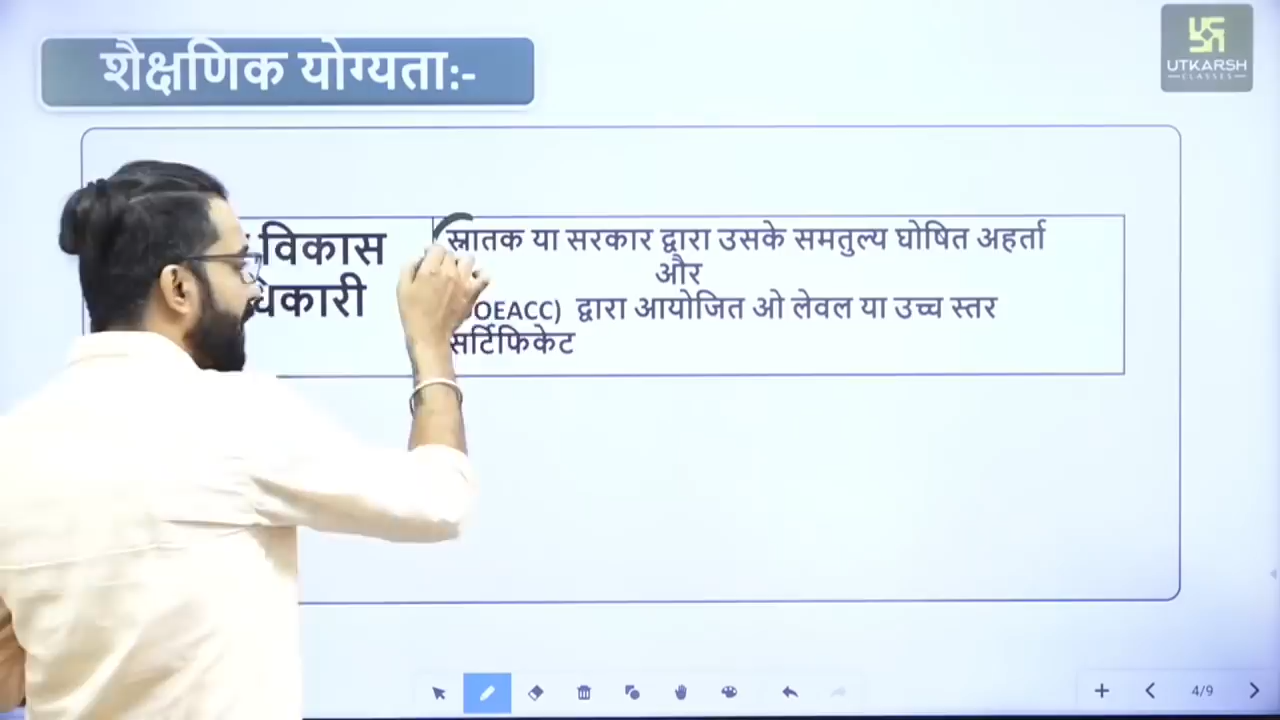 शैक्षणिक योग्यता:-
UTKARSH
CLASSES
विकास
स्नातक या सरकार द्वारा उसके समतुल्य घोषित अहर्ता
और
OEACC) द्वारा आयोजित ओ लेवल या उच्च स्तर
सर्टिफिकेट
4/9